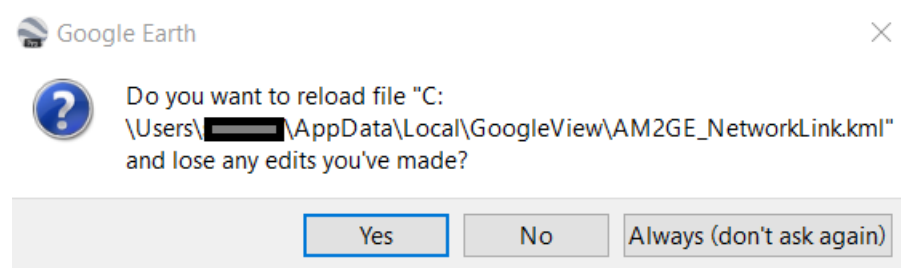 Google Earth
Do you want to reload file "C:
\Users\ \AppData\Local\GoogleView\AM2GE_NetworkLink.kml"
and lose any edits you've made?
Yes
No
Always (don't ask again)